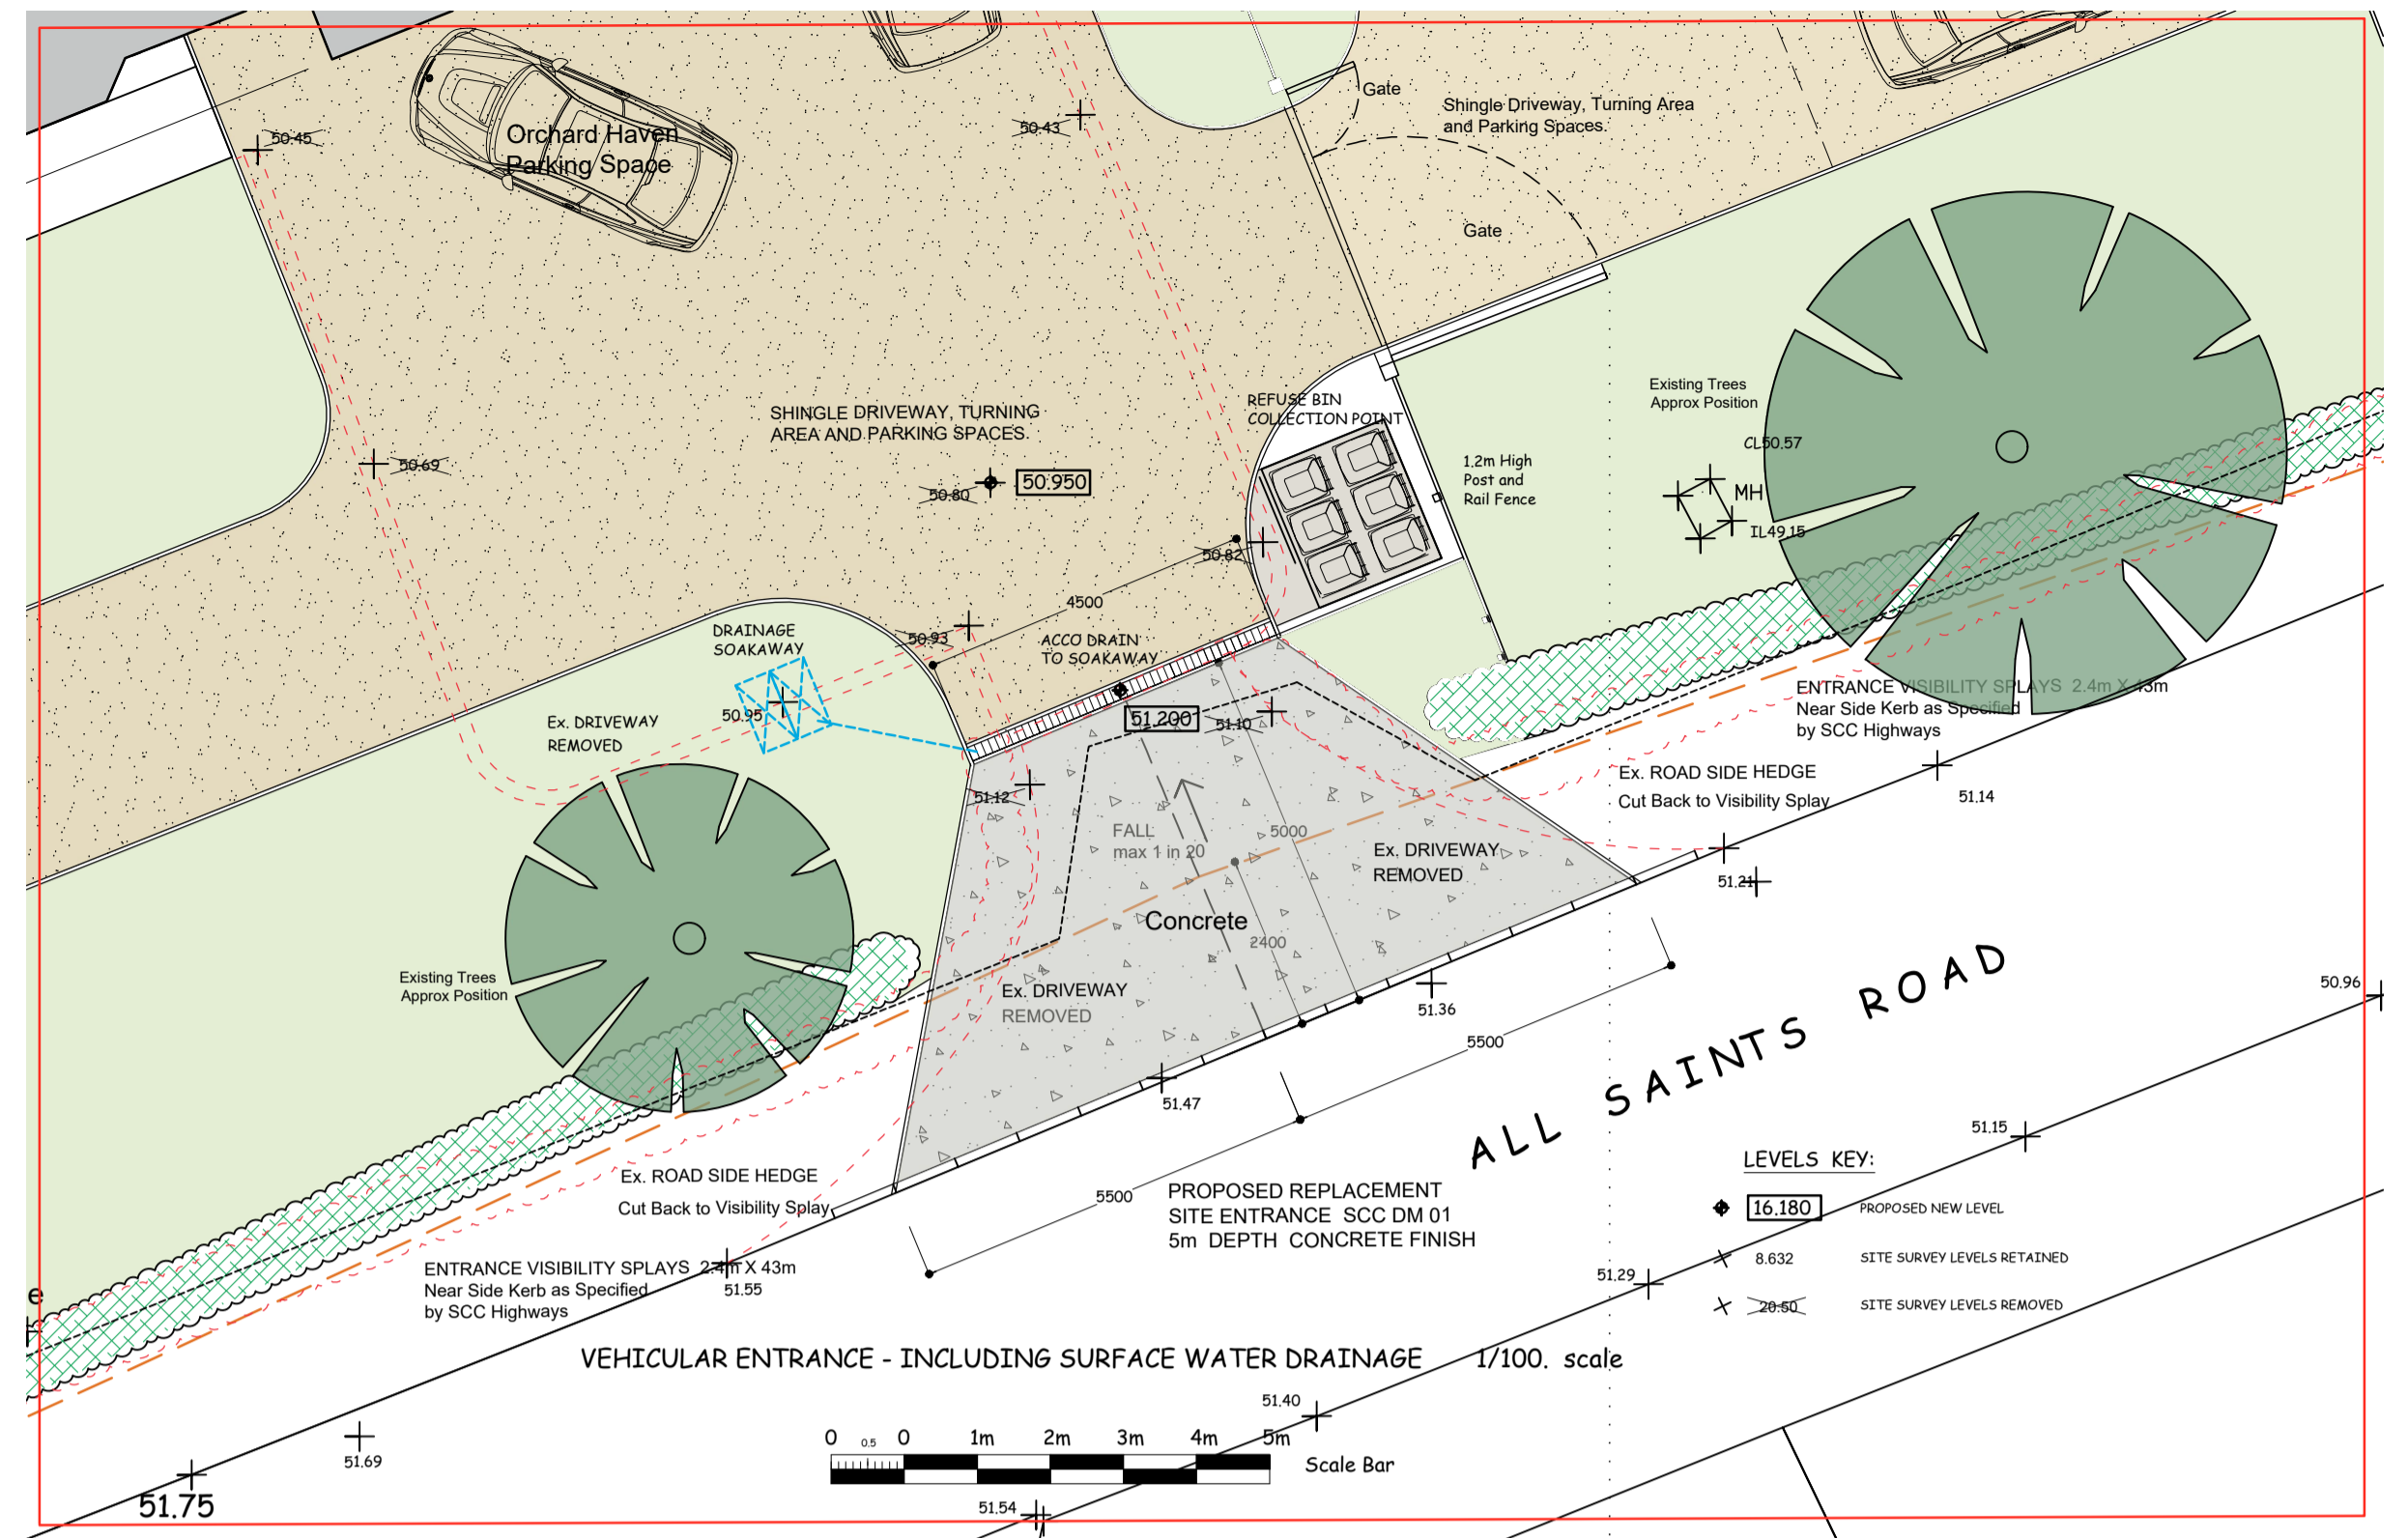 50.45
Orchard Haven
Parking Space
50.43
Gate
Shingle Driveway, Turning Area
and Parking Spaces.
Gate
SHINGLE DRIVEWAY, TURNING
AREA AND PARKING SPACES.
50.69
50.80
50.950
REFUSE BIN
COLLECTION POINT
50.82
1.2m High
Post and
Rail Fence
Existing Trees
Approx Position
CL50.57
MH
IL49.15
4500
50.93
ACCO DRAIN
TO SOAKAWAY
DRAINAGE
SOAKAWAY
50.95
Ex. DRIVEWAY
REMOVED
51.200
51.10
51.12
FALL
max 1 in 20
5000
Ex. DRIVEWAY
REMOVED
Concrete
2400
Ex. DRIVEWAY
REMOVED
ENTRANCE VISIBILITY SPLAYS 2.4m X 43m
Near Side Kerb as Specified
by SCC Highways
Ex. ROAD SIDE HEDGE
Cut Back to Visibility Splay
51.14
51.21
Existing Trees
Approx Position
51.36
51.47
5500
5500
ALL SAINTS ROAD
50.96
51.15
Ex. ROAD SIDE HEDGE
Cut Back to Visibility Splay
PROPOSED REPLACEMENT
SITE ENTRANCE SCC DM 01
5m DEPTH CONCRETE FINISH
LEVELS KEY:
16.180 PROPOSED NEW LEVEL
8.632 SITE SURVEY LEVELS RETAINED
20.50 SITE SURVEY LEVELS REMOVED
ENTRANCE VISIBILITY SPLAYS 2.4m X 43m
Near Side Kerb as Specified
by SCC Highways
51.55
51.29
e
VEHICULAR ENTRANCE - INCLUDING SURFACE WATER DRAINAGE 1/100. scale
51.40
0 0.5 0 1m 2m 3m 4m 5m
Scale Bar
51.69
51.75
51.54